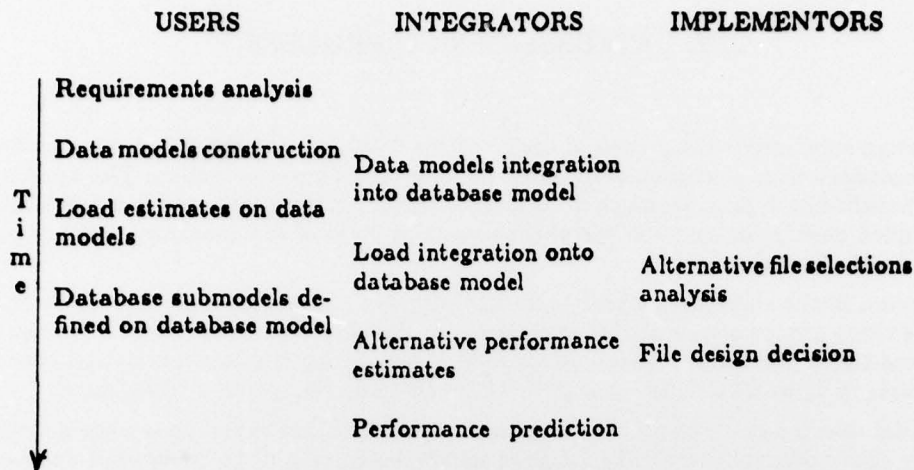 USERS INTEGRATORS IMPLEMENTORS
Requirements analysis
Data models construction
Load estimates on data
models
Database submodels de-
fined on database model
Data models integration
into database model
Load integration onto
database model
Alternative performance
estimates
Performance prediction
Alternative file selections
analysis
File design decision
T
i
m
e